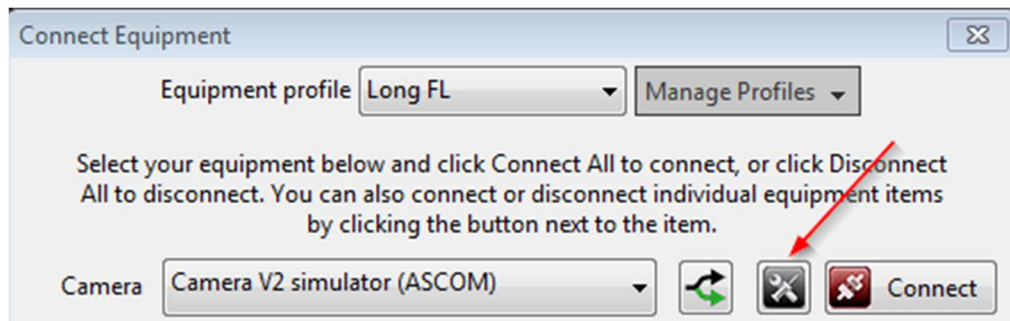 Connect Equipment
Equipment profile Long FL Manage Profiles
Select your equipment below and click Connect All to connect, or click Disconnect
All to disconnect. You can also connect or disconnect individual equipment items
by clicking the button next to the item.
Camera Camera V2 simulator (ASCOM) Connect